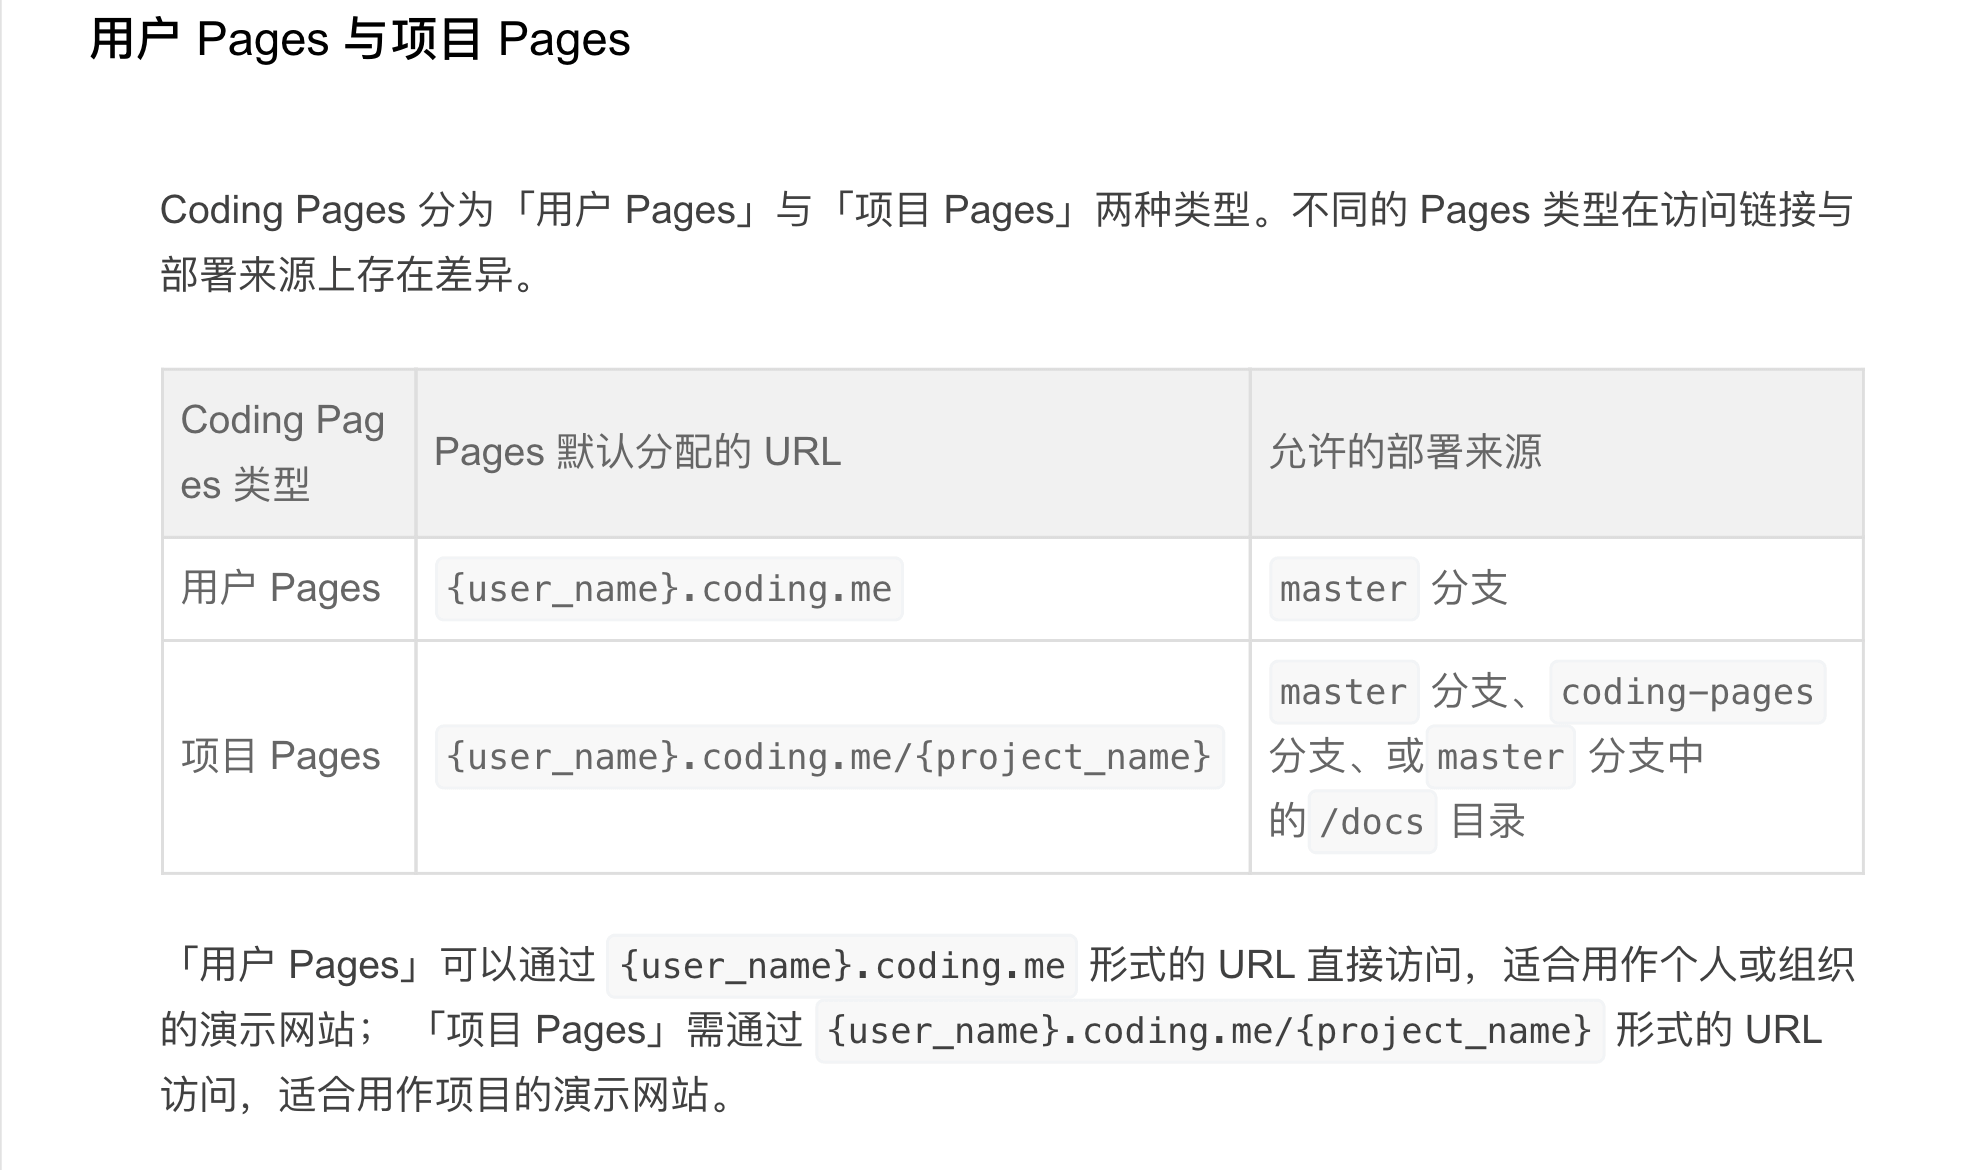 用户 Pages 与项目 Pages
Coding Pages 分为「用户 Pages」与「项目 Pages」两种类型。不同的 Pages 类型在访问链接与
部署来源上存在差异。
Coding Pag
es 类型
Pages 默认分配的 URL
允许的部署来源
用户 Pages
{user_name}.coding.me
master 分支
项目 Pages
{user_name}.coding.me/{project_name}
master 分支、coding-pages
分支、或 master 分支中
的 /docs 目录
「用户 Pages」可以通过 {user_name}.coding.me 形式的 URL 直接访问，适合用作个人或组织
的演示网站； 「项目 Pages」需通过 {user_name}.coding.me/{project_name} 形式的 URL
访问，适合用作项目的演示网站。